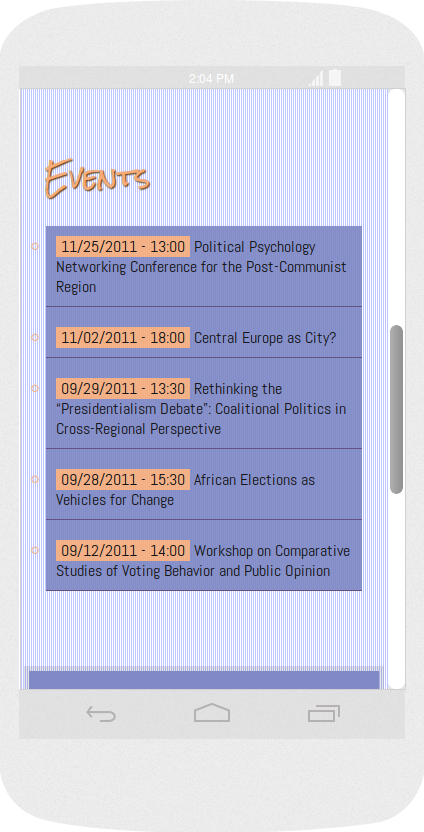 2:04 PM
Events
11/25/2011 - 13:00 Political Psychology
Networking Conference for the Post-Communist
Region
11/02/2011 - 18:00 Central Europe as City?
09/29/2011 - 13:30 Rethinking the
“Presidentialism Debate”: Coalitional Politics in
Cross-Regional Perspective
09/28/2011 - 15:30 African Elections as
Vehicles for Change
09/12/2011 - 14:00 Workshop on Comparative
Studies of Voting Behavior and Public Opinion